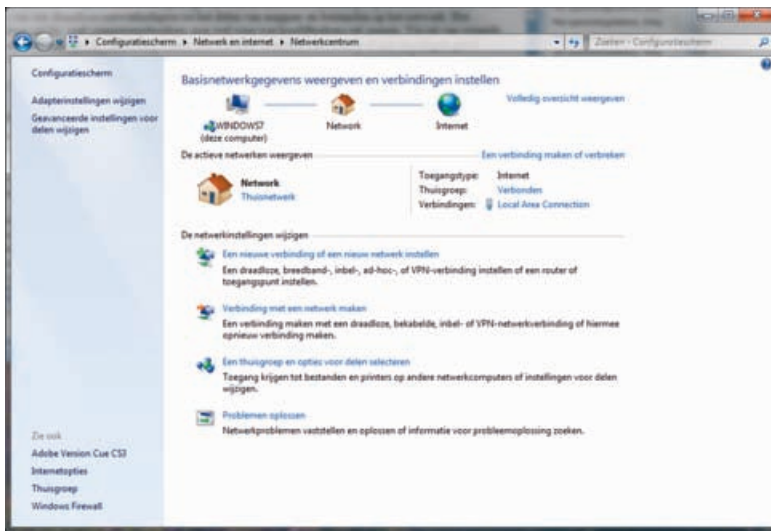 Configuratiescherm ▸ Netwerk en internet ▸ Netwerkcentrum
Zoeken - Configuratiescherm
Configuratiescherm
Adapterinstellingen wijzigen
Geavanceerde instellingen voor
delen wijzigen
Basisnetwerkgegevens weergeven en verbindingen instellen
Volledig overzicht weergeven
WINDOWS7
(deze computer)
Network
Internet
De actieve netwerken weergeven
Een verbinding maken of verbreken
Network
Thuisnetwerk
Toegangstype: Internet
Thuisgroep: Verbonden
Verbindingen: Local Area Connection
De netwerkinstellingen wijzigen
Een nieuwe verbinding of een nieuw netwerk instellen
Een draadloze, breedband-, inbel-, ad-hoc-, of VPN-verbinding instellen of een router of
toegangspunt instellen.
Verbinding met een netwerk maken
Een verbinding maken met een draadloze, bekabelde, inbel- of VPN-netwerkverbinding of hiermee
opnieuw verbinding maken.
Een thuisgroep en opties voor delen selecteren
Toegang krijgen tot bestanden en printers op andere netwerkcomputers of instellingen voor delen
wijzigen.
Problemen oplossen
Netwerkproblemen vaststellen en oplossen of informatie voor probleemoplossing zoeken.
Zie ook
Adobe Version Cue CS3
Internetopties
Thuisgroep
Windows Firewall